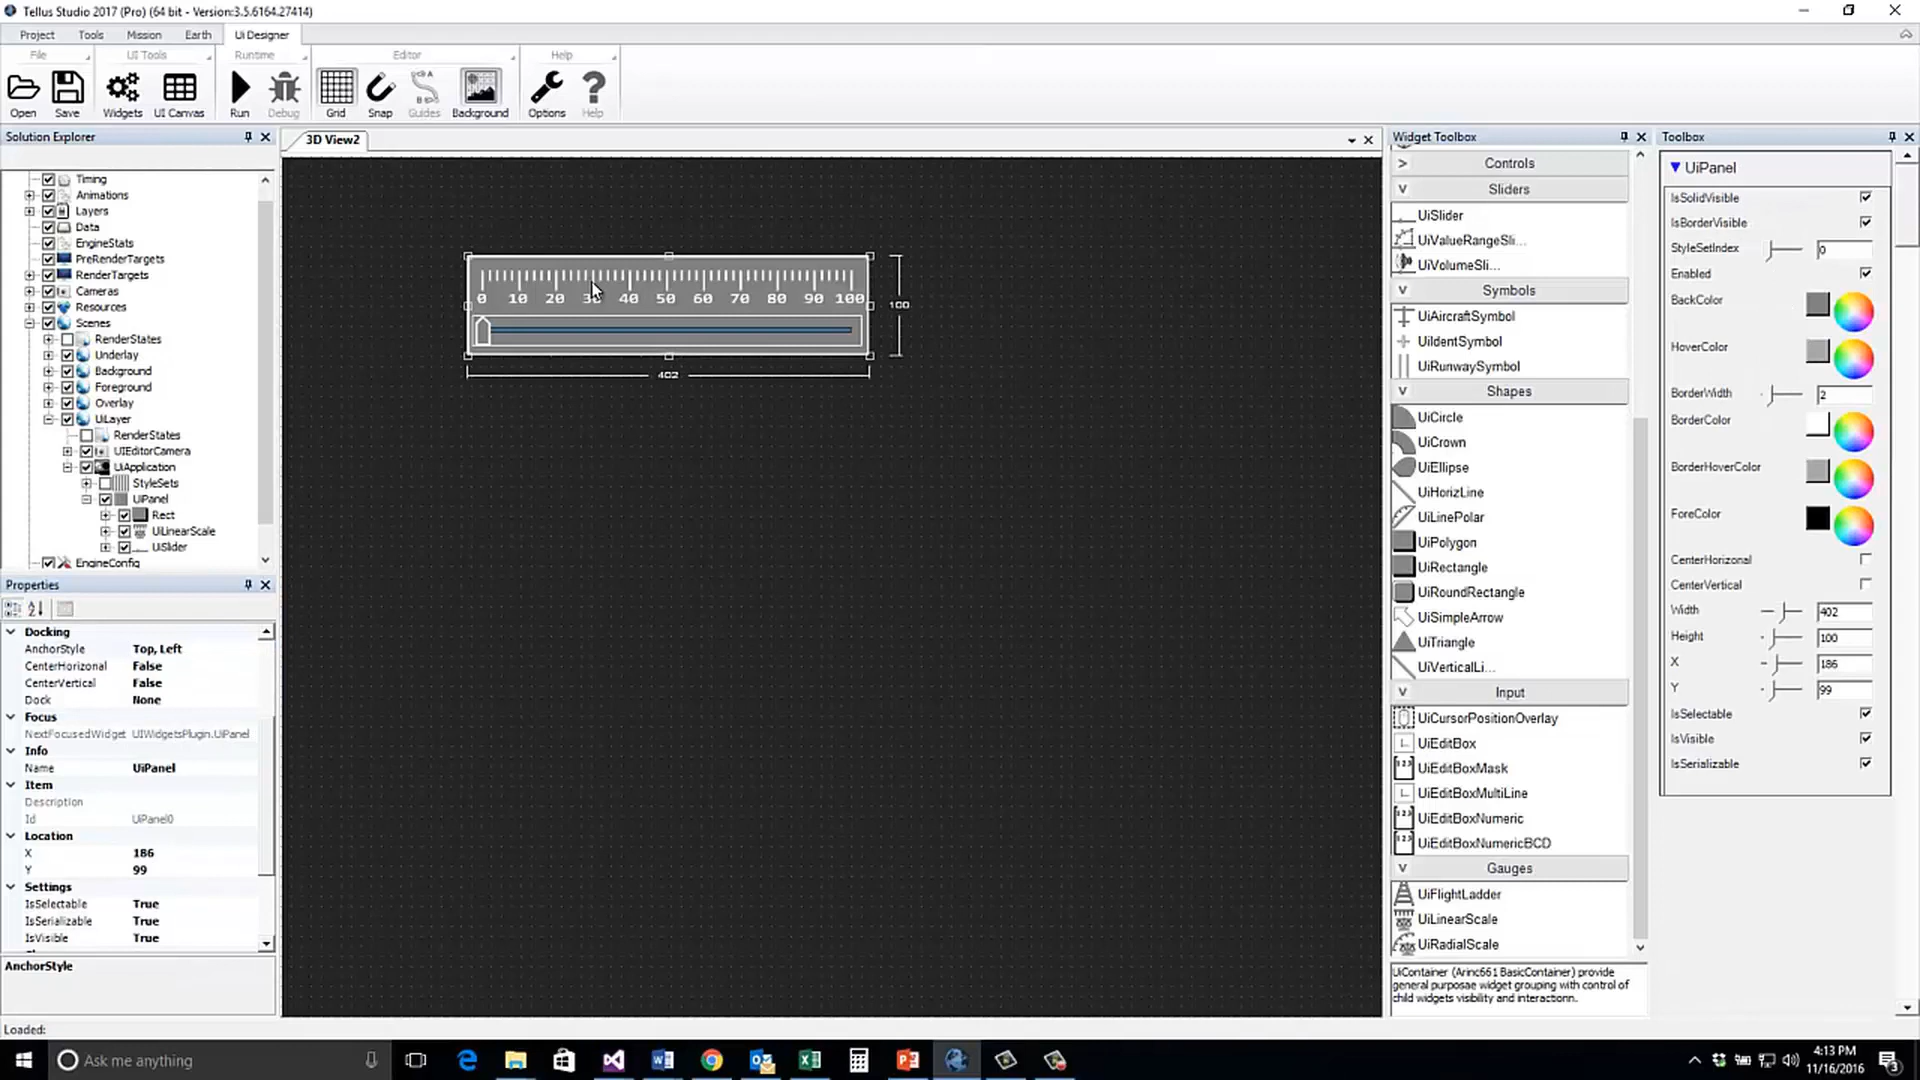 Tellus Studio 2017 (Pro) (64 bit - Version:3.5.6164.27414)
Project Tools Mission Earth Ui Designer
File UI Tools Runtime Editor Help
Open Save Widgets UI Canvas Run Debug Grid Snap Guides Background Options Help
Solution Explorer
Timing
Animations
Layers
Data
EngineStats
PreRenderTargets
RenderTargets
Cameras
Resources
Scenes
RenderStates
Underlay
Background
Foreground
Overlay
UiLayer
RenderStates
UIEditorCamera
UiApplication
StyleSets
UiPanel
Rect
UiLinearScale
UiSlider
EngineConfig
Properties
Docking
AnchorStyle Top, Left
CenterHorizonal False
CenterVertical False
Dock None
Focus
NextFocusedWidget UIWidgetsPlugin.UiPanel
Info
Name UiPanel
Item
Description
Id UiPanel0
Location
X 186
Y 99
Settings
IsSelectable True
IsSerializable True
IsVisible True
AnchorStyle
Loaded:
3D View2
0 10 20 30 40 50 60 70 80 90 100
100
402
Widget Toolbox
Controls
Sliders
UiSlider
UiValueRangeSli...
UiVolumeSli...
Symbols
UiAircraftSymbol
UiIdentSymbol
UiRunwaySymbol
Shapes
UiCircle
UiCrown
UiEllipse
UiHorizLine
UiLinePolar
UiPolygon
UiRectangle
UiRoundRectangle
UiSimpleArrow
UiTriangle
UiVerticalLi...
Input
UiCursorPositionOverlay
UiEditBox
UiEditBoxMask
UiEditBoxMultiLine
UiEditBoxNumeric
UiEditBoxNumericBCD
Gauges
UiFlightLadder
UiLinearScale
UiRadialScale
UiContainer (Arinc661 BasicContainer) provide
general purposae widget grouping with control of
child widgets visibility and interactionn.
Toolbox
UiPanel
IsSolidVisible
IsBorderVisible
StyleSetIndex 0
Enabled
BackColor
HoverColor
BorderWidth 2
BorderColor
BorderHoverColor
ForeColor
CenterHorizonal
CenterVertical
Width 402
Height 100
X 186
Y 99
IsSelectable
IsVisible
IsSerializable
Ask me anything
4:13 PM
11/16/2016
3